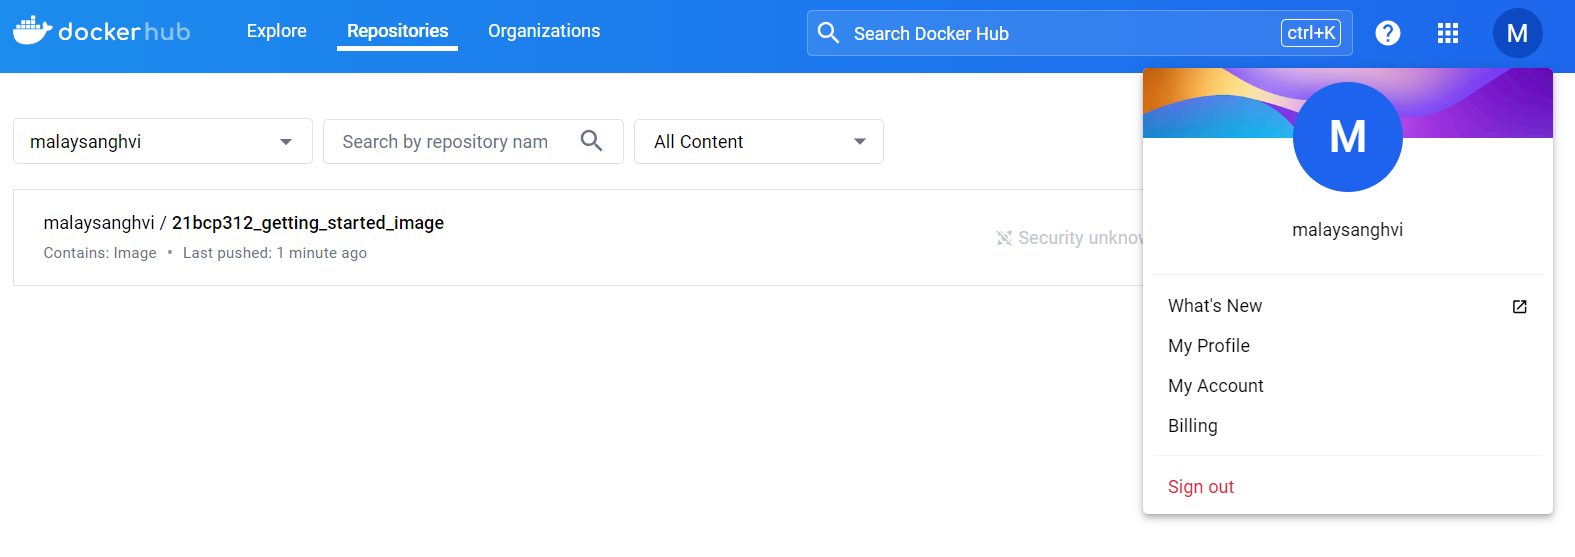 dockerhub Explore Repositories Organizations Search Docker Hub ctrl+K ? M
malaysanghvi Search by repository nam All Content
malaysanghvi / 21bcp312_getting_started_image
Contains: Image • Last pushed: 1 minute ago
Security unknow
M
malaysanghvi
What's New
My Profile
My Account
Billing
Sign out